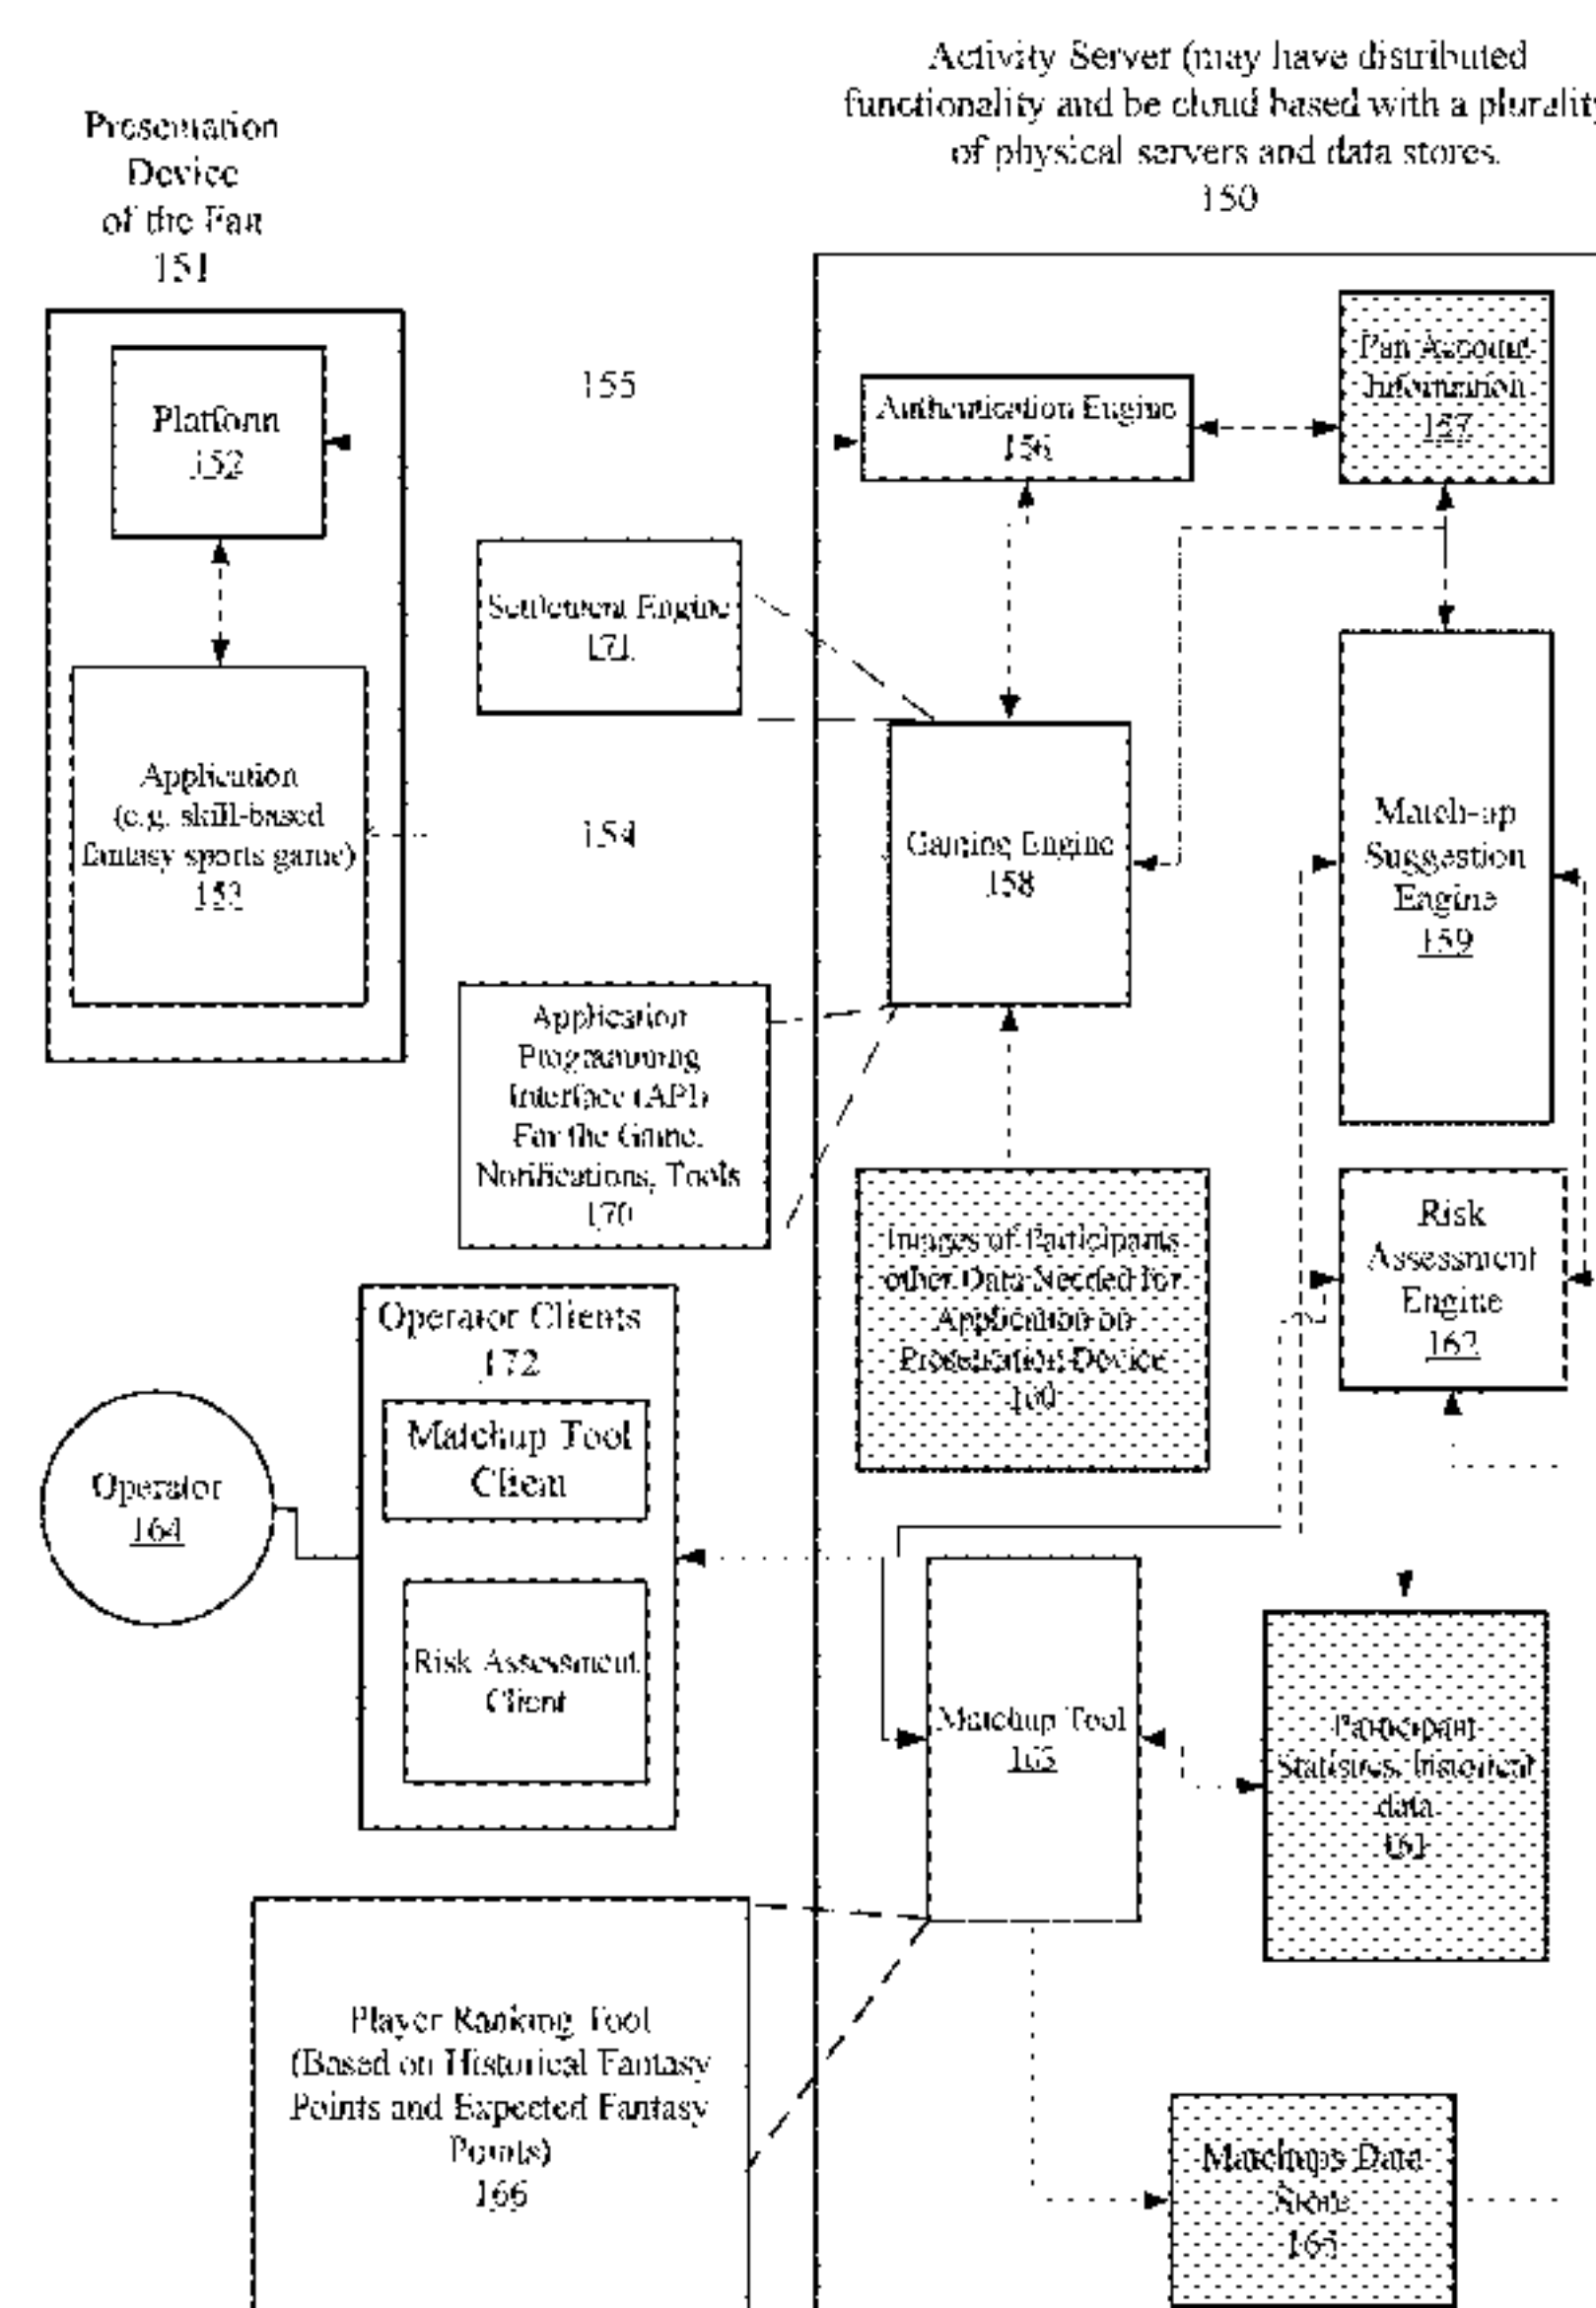 Activity Server (may have distributed
functionality and be cloud based with a plurality
of physical servers and data stores.
150
Presentation
Device
of the Fan
151
Platform
152
155
Authentication Engine
156
Fan Account
Information
157
Settlement Engine
171
Application
(e.g. skill-based
fantasy sports game)
153
154
Gaming Engine
158
Match-up
Suggestion
Engine
159
Application
Programming
Interface (API)
For the Game,
Notifications, Tools
170
Images of Participants
other Data Needed for
Application on
Presentation Device
160
Risk
Assessment
Engine
162
Operator Clients
172
Matchup Tool
Client
Risk Assessment
Client
Operator
164
Matchup Tool
163
Participant
Statistics, historical
data
161
Player Ranking Tool
(Based on Historical Fantasy
Points and Expected Fantasy
Points)
166
Matchups Data
Store
165